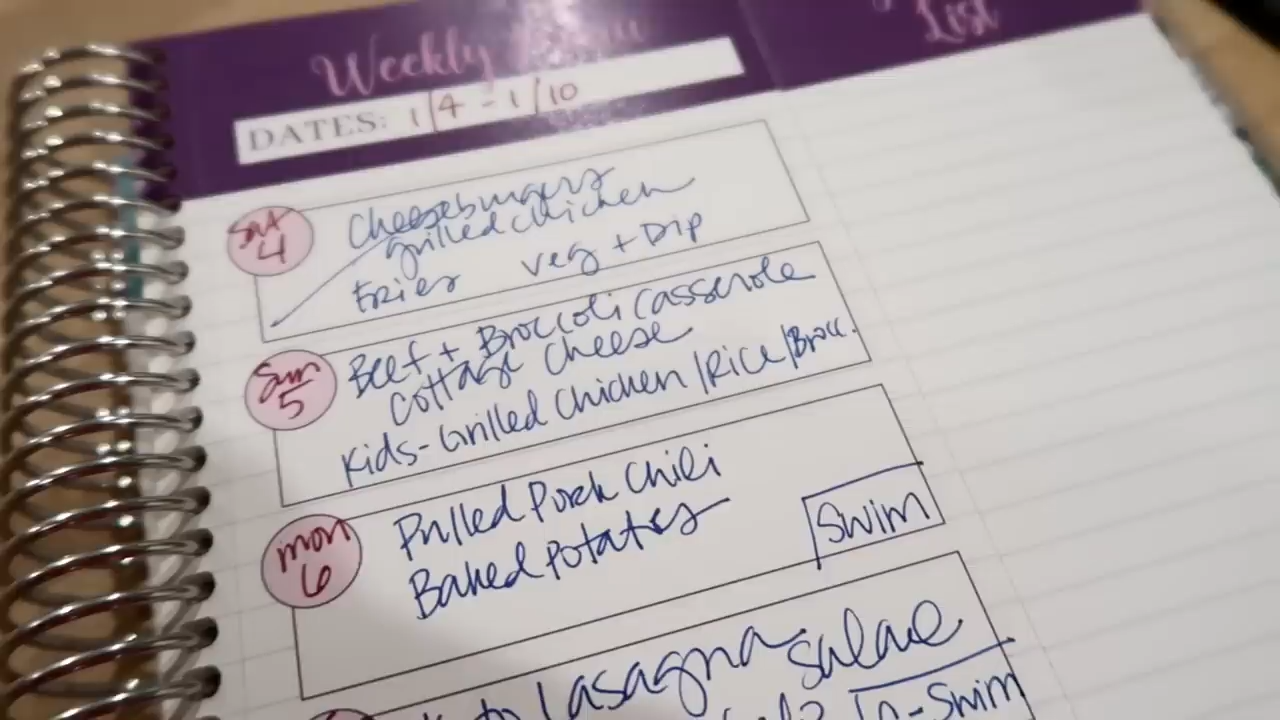 Weekly
List
DATES: 1/4 - 1/10
Sat
4
Cheeseburgers
grilled chicken
fries veg + Dip
Sun
5
Beef + Broccoli Casserole
Cottage Cheese
Kids- Grilled Chicken /Rice /Brocc.
mon
6
Pulled Pork Chili
Baked Potatoes
Swim
lasagna salad
-Swim